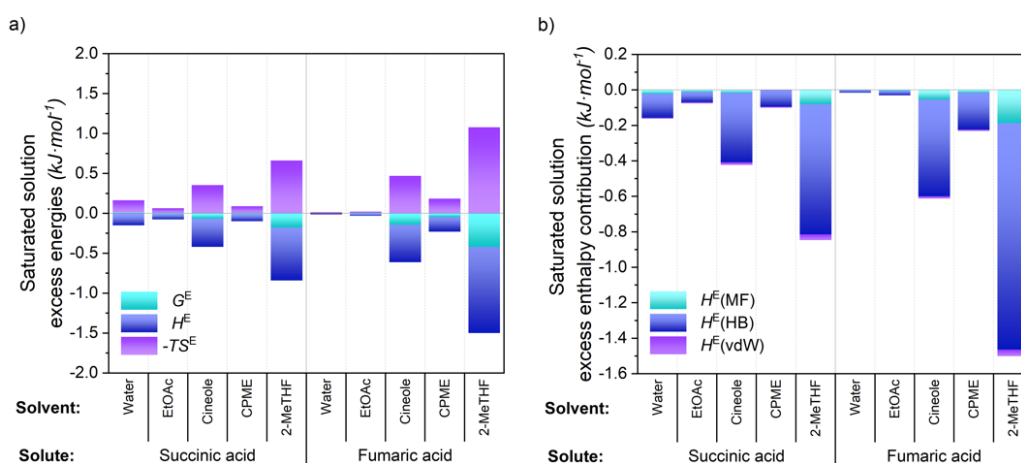 a)
Saturated solution
excess energies (kJ·mol-1)
2.0
1.5
1.0
0.5
0.0
-0.5
-1.0
-1.5
-2.0
GE
HE
-TSE
Solvent:
Water
EtOAc
Cineole
CPME
2-MeTHF
Water
EtOAc
Cineole
CPME
2-MeTHF
Solute:
Succinic acid
Fumaric acid
b)
Saturated solution
excess enthalpy contribution (kJ·mol-1)
0.2
0.0
-0.2
-0.4
-0.6
-0.8
-1.0
-1.2
-1.4
-1.6
HE(MF)
HE(HB)
HE(vdW)
Solvent:
Water
EtOAc
Cineole
CPME
2-MeTHF
Water
EtOAc
Cineole
CPME
2-MeTHF
Solute:
Succinic acid
Fumaric acid